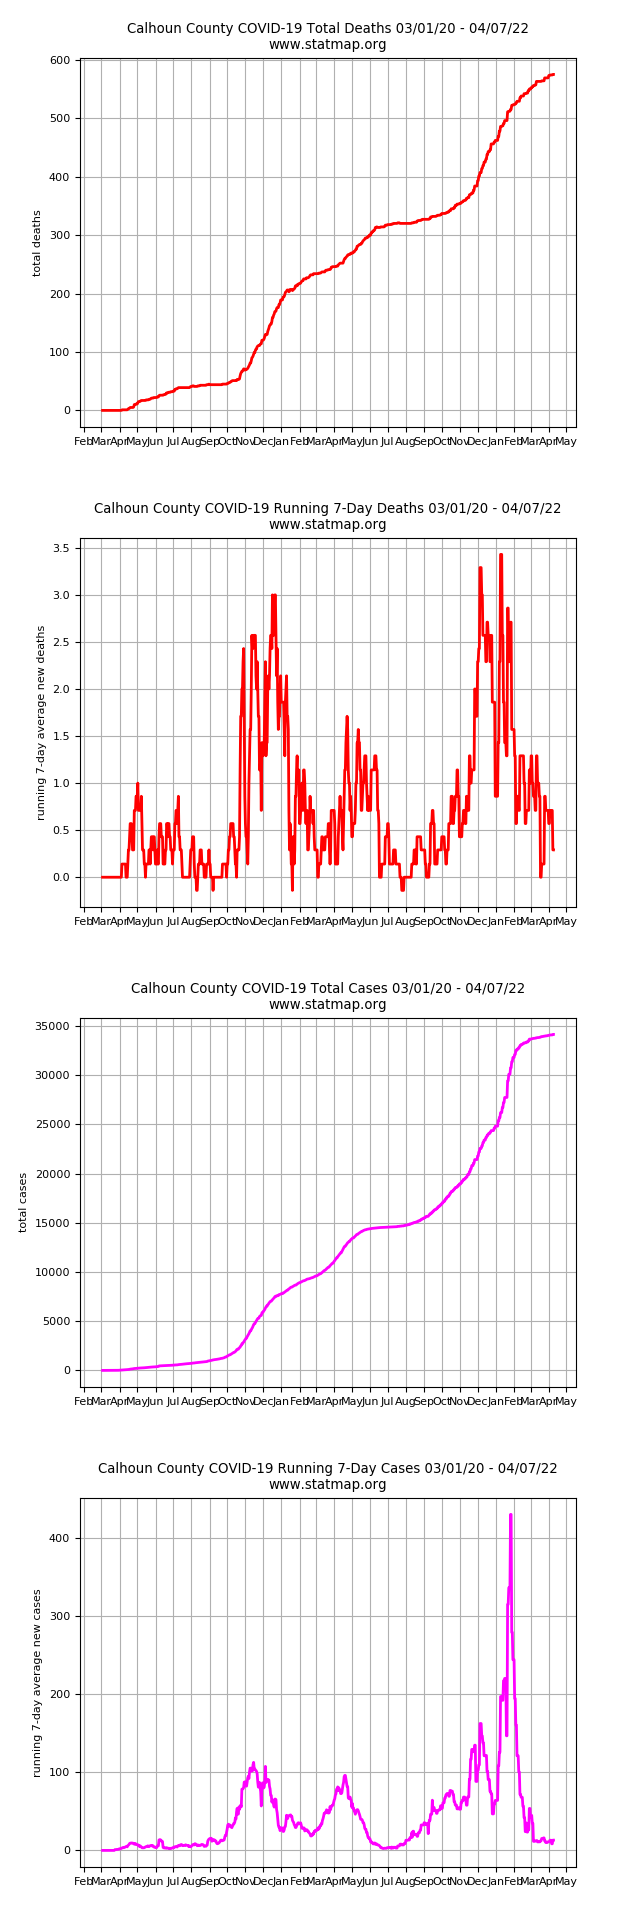 Calhoun County COVID-19 Total Deaths 03/01/20 - 04/07/22
www.statmap.org
600
500
400
300
200
100
0
total deaths
Feb Mar Apr May Jun Jul Aug Sep Oct Nov Dec Jan Feb Mar Apr May Jun Jul Aug Sep Oct Nov Dec Jan Feb Mar Apr May
Calhoun County COVID-19 Running 7-Day Deaths 03/01/20 - 04/07/22
www.statmap.org
3.5
3.0
2.5
2.0
1.5
1.0
0.5
0.0
running 7-day average new deaths
Feb Mar Apr May Jun Jul Aug Sep Oct Nov Dec Jan Feb Mar Apr May Jun Jul Aug Sep Oct Nov Dec Jan Feb Mar Apr May
Calhoun County COVID-19 Total Cases 03/01/20 - 04/07/22
www.statmap.org
35000
30000
25000
20000
15000
10000
5000
0
total cases
Feb Mar Apr May Jun Jul Aug Sep Oct Nov Dec Jan Feb Mar Apr May Jun Jul Aug Sep Oct Nov Dec Jan Feb Mar Apr May
Calhoun County COVID-19 Running 7-Day Cases 03/01/20 - 04/07/22
www.statmap.org
400
300
200
100
0
running 7-day average new cases
Feb Mar Apr May Jun Jul Aug Sep Oct Nov Dec Jan Feb Mar Apr May Jun Jul Aug Sep Oct Nov Dec Jan Feb Mar Apr May